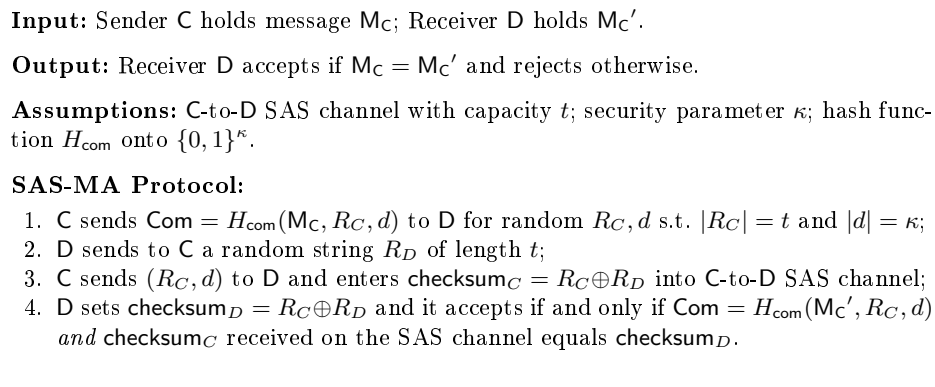 Input: Sender C holds message M_C; Receiver D holds M_C′.
Output: Receiver D accepts if M_C = M_C′ and rejects otherwise.
Assumptions: C-to-D SAS channel with capacity t; security parameter κ; hash func-
tion H_com onto {0, 1}^κ.
SAS-MA Protocol:
1. C sends Com = H_com(M_C, R_C, d) to D for random R_C, d s.t. |R_C| = t and |d| = κ;
2. D sends to C a random string R_D of length t;
3. C sends (R_C, d) to D and enters checksum_C = R_C⊕R_D into C-to-D SAS channel;
4. D sets checksum_D = R_C⊕R_D and it accepts if and only if Com = H_com(M_C′, R_C, d)
and checksum_C received on the SAS channel equals checksum_D.